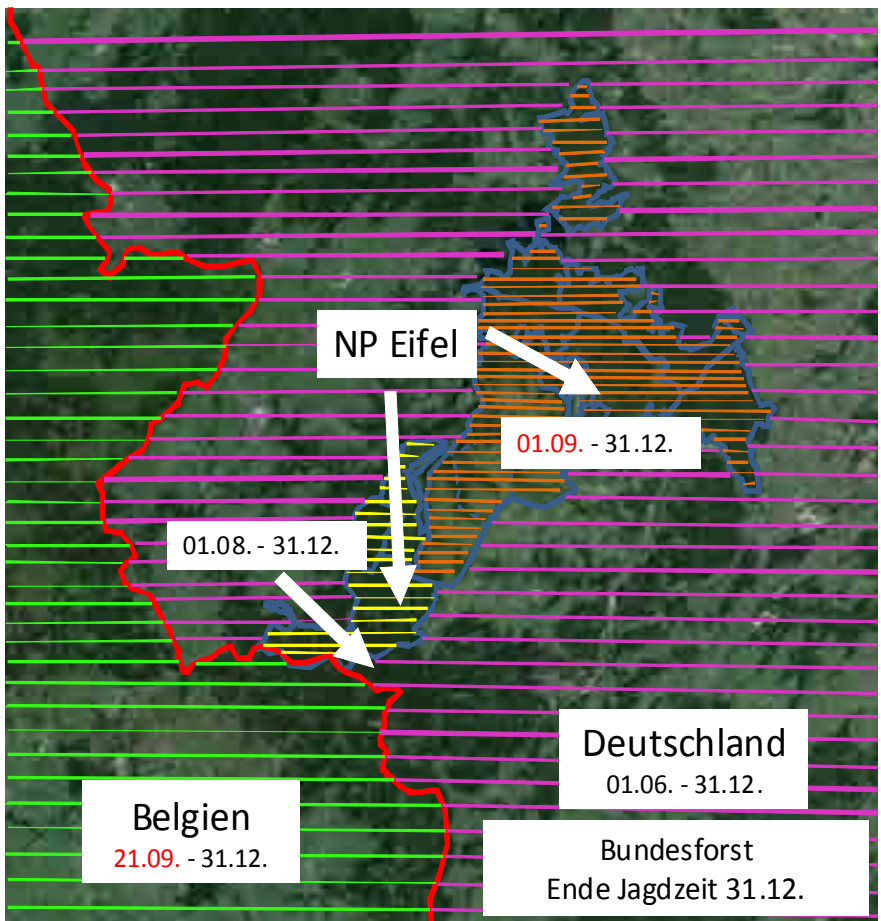 NP Eifel
01.09. - 31.12.
01.08. - 31.12.
Deutschland
01.06. - 31.12.
Belgien
21.09. - 31.12.
Bundesforst
Ende Jagdzeit 31.12.